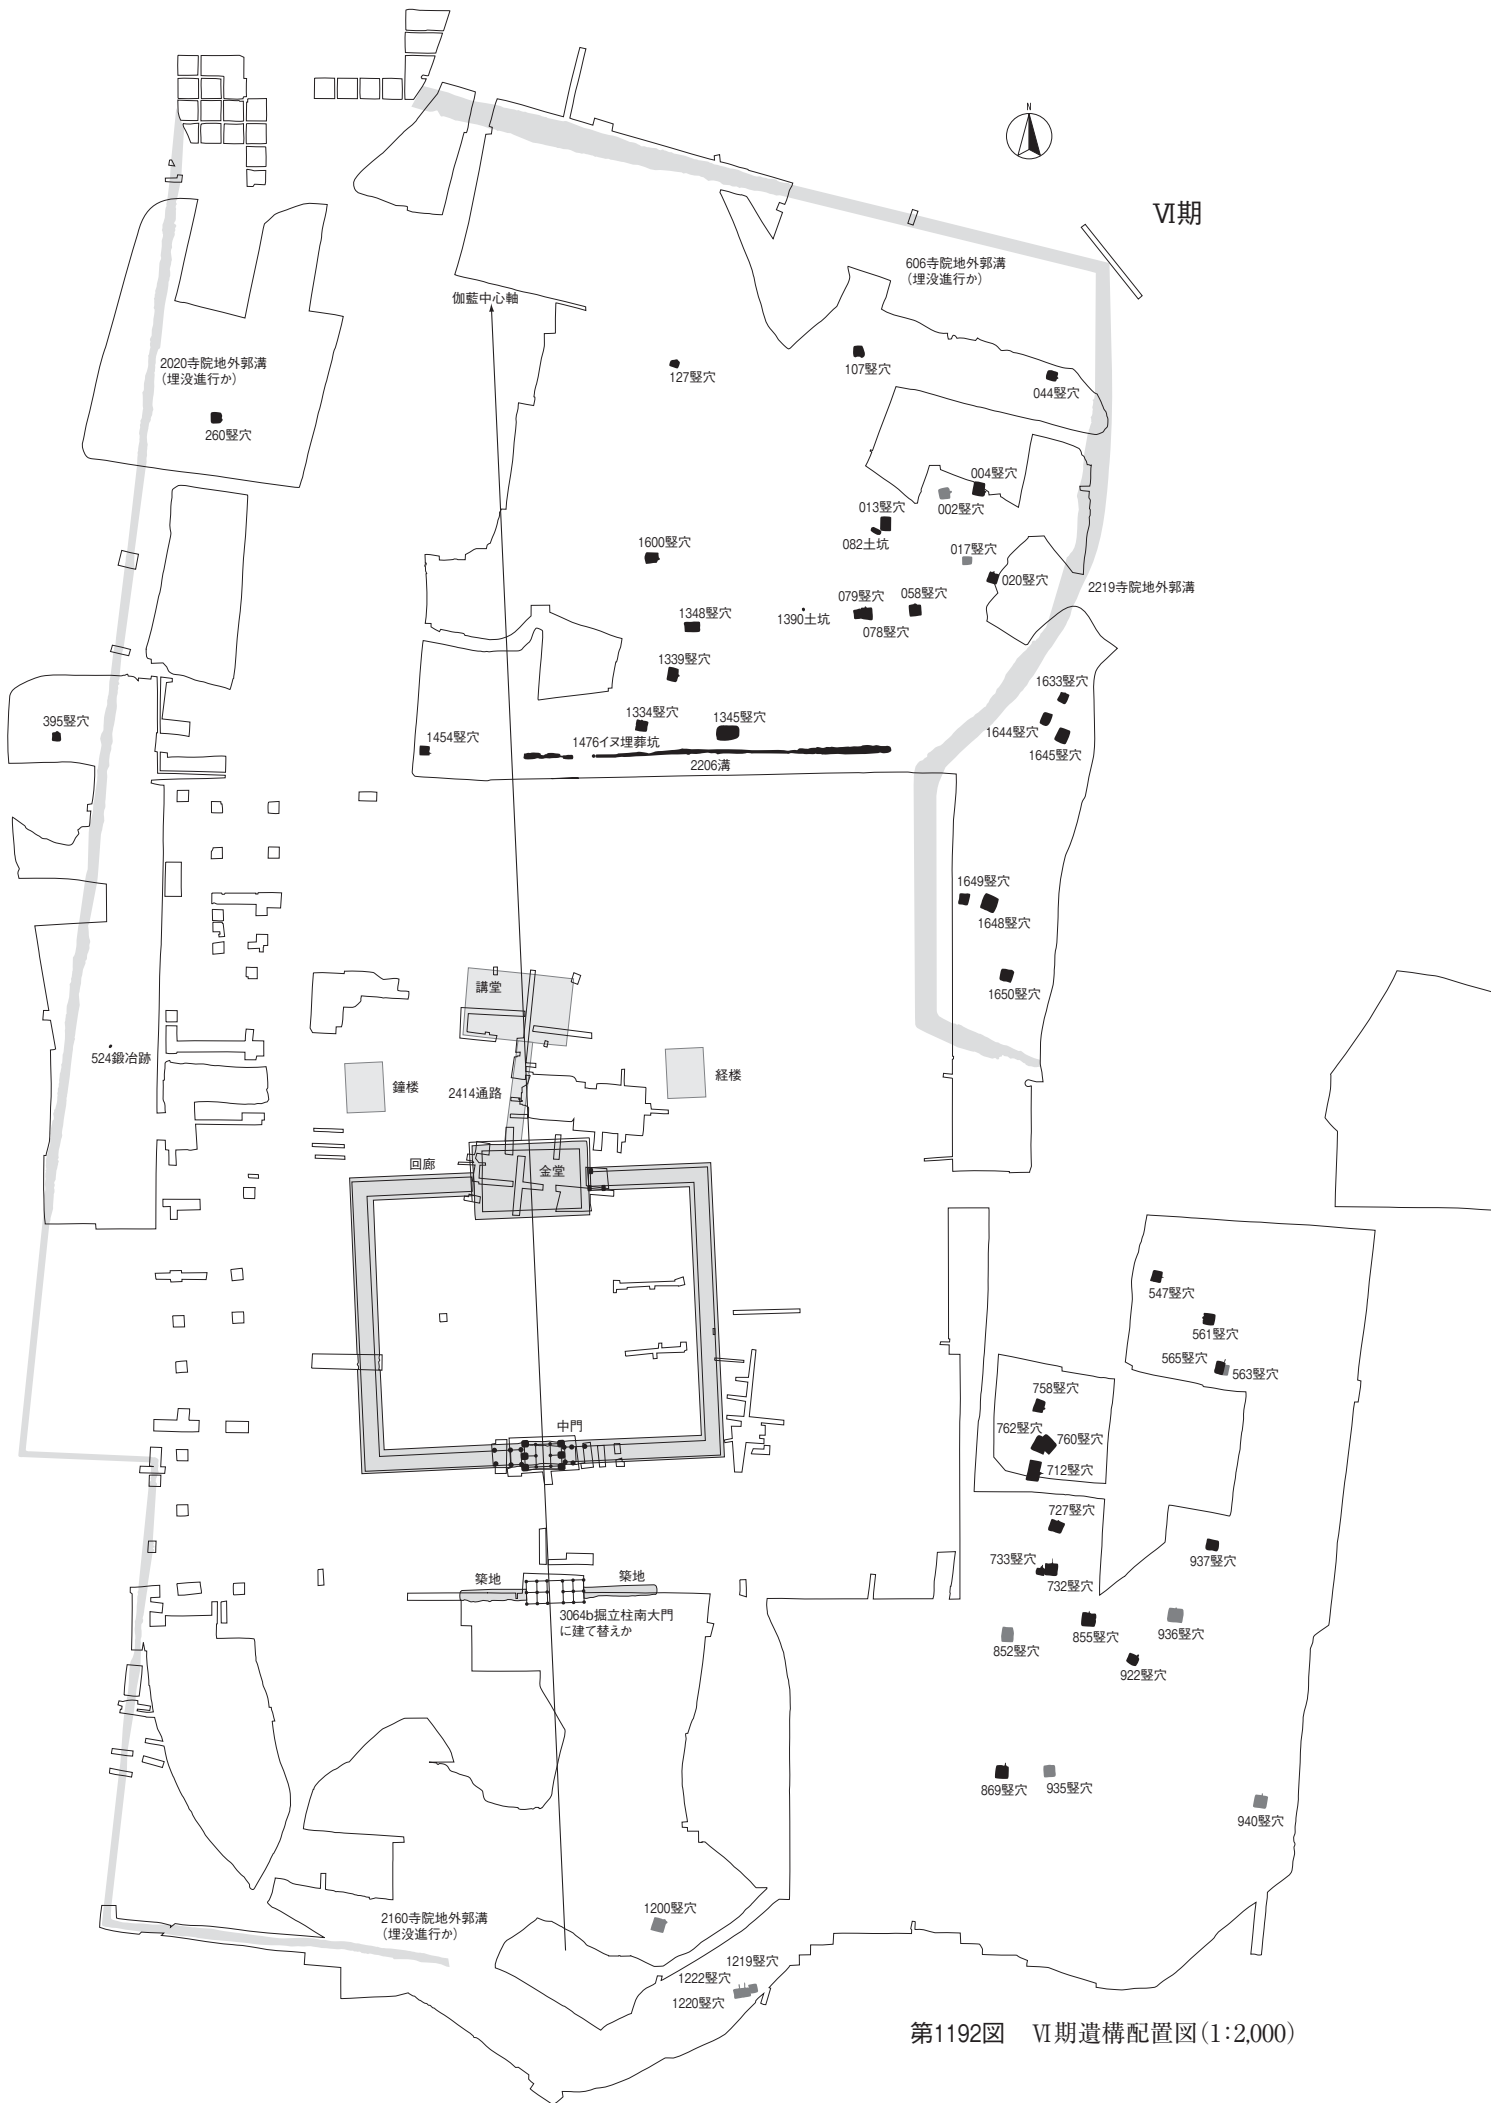 N
Ⅵ期
606寺院地外郭溝
（埋没進行か）
伽藍中心軸
2020寺院地外郭溝
（埋没進行か）
127竪穴
107竪穴
044竪穴
260竪穴
004竪穴
002竪穴
013竪穴
082土坑
1600竪穴
017竪穴
020竪穴
2219寺院地外郭溝
079竪穴
058竪穴
1390土坑
078竪穴
1348竪穴
1339竪穴
1633竪穴
1644竪穴
1645竪穴
395竪穴
1334竪穴
1345竪穴
1454竪穴
1476イヌ埋葬坑
2206溝
1649竪穴
1648竪穴
1650竪穴
講堂
524鍛冶跡
鐘楼
2414通路
経楼
回廊
金堂
547竪穴
561竪穴
565竪穴
563竪穴
758竪穴
762竪穴
760竪穴
中門
712竪穴
727竪穴
937竪穴
733竪穴
732竪穴
築地
築地
3064b掘立柱南大門
に建て替えか
852竪穴
855竪穴
936竪穴
922竪穴
869竪穴
935竪穴
940竪穴
2160寺院地外郭溝
（埋没進行か）
1200竪穴
1219竪穴
1222竪穴
1220竪穴
第1192図　Ⅵ期遺構配置図（1：2,000）